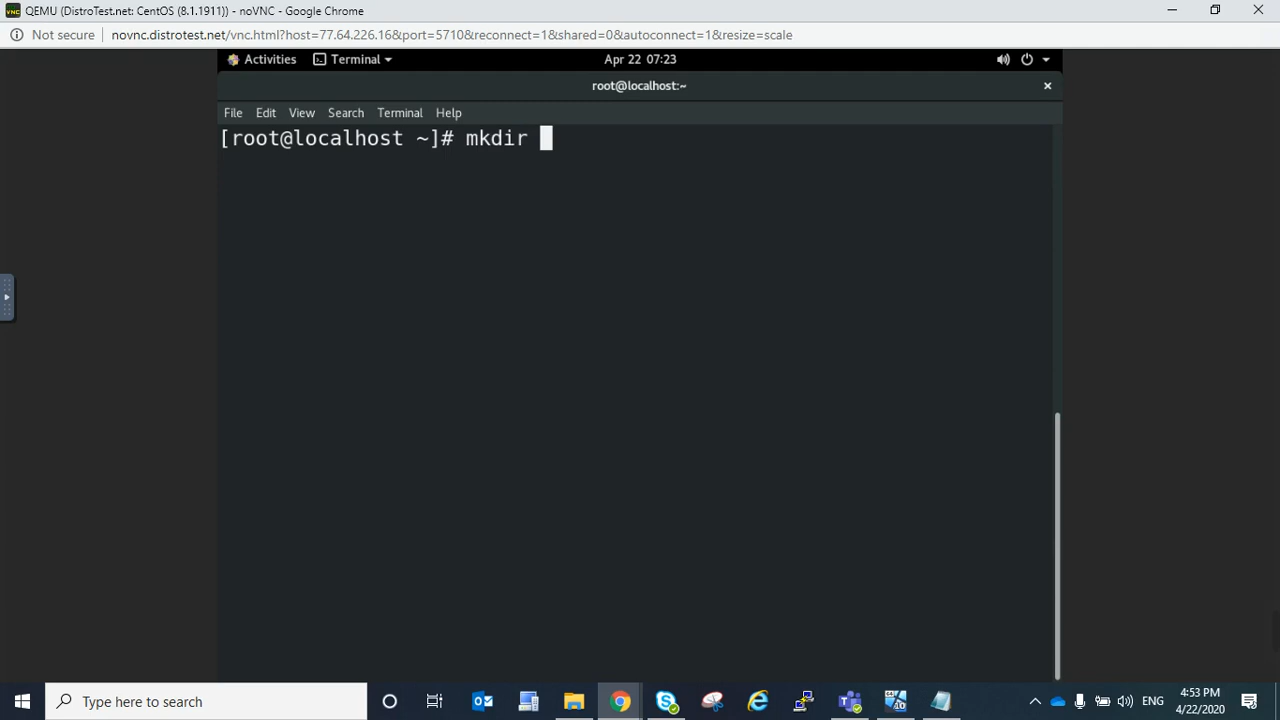 QEMU (DistroTest.net: CentOS (8.1.1911)) - noVNC - Google Chrome
Not secure novnc.distrotest.net/vnc.html?host=77.64.226.16&port=5710&reconnect=1&shared=0&autoconnect=1&resize=scale
Activities Terminal Apr 22 07:23
root@localhost:~
File Edit View Search Terminal Help
[root@localhost ~]# mkdir
Type here to search ENG 4:53 PM
4/22/2020